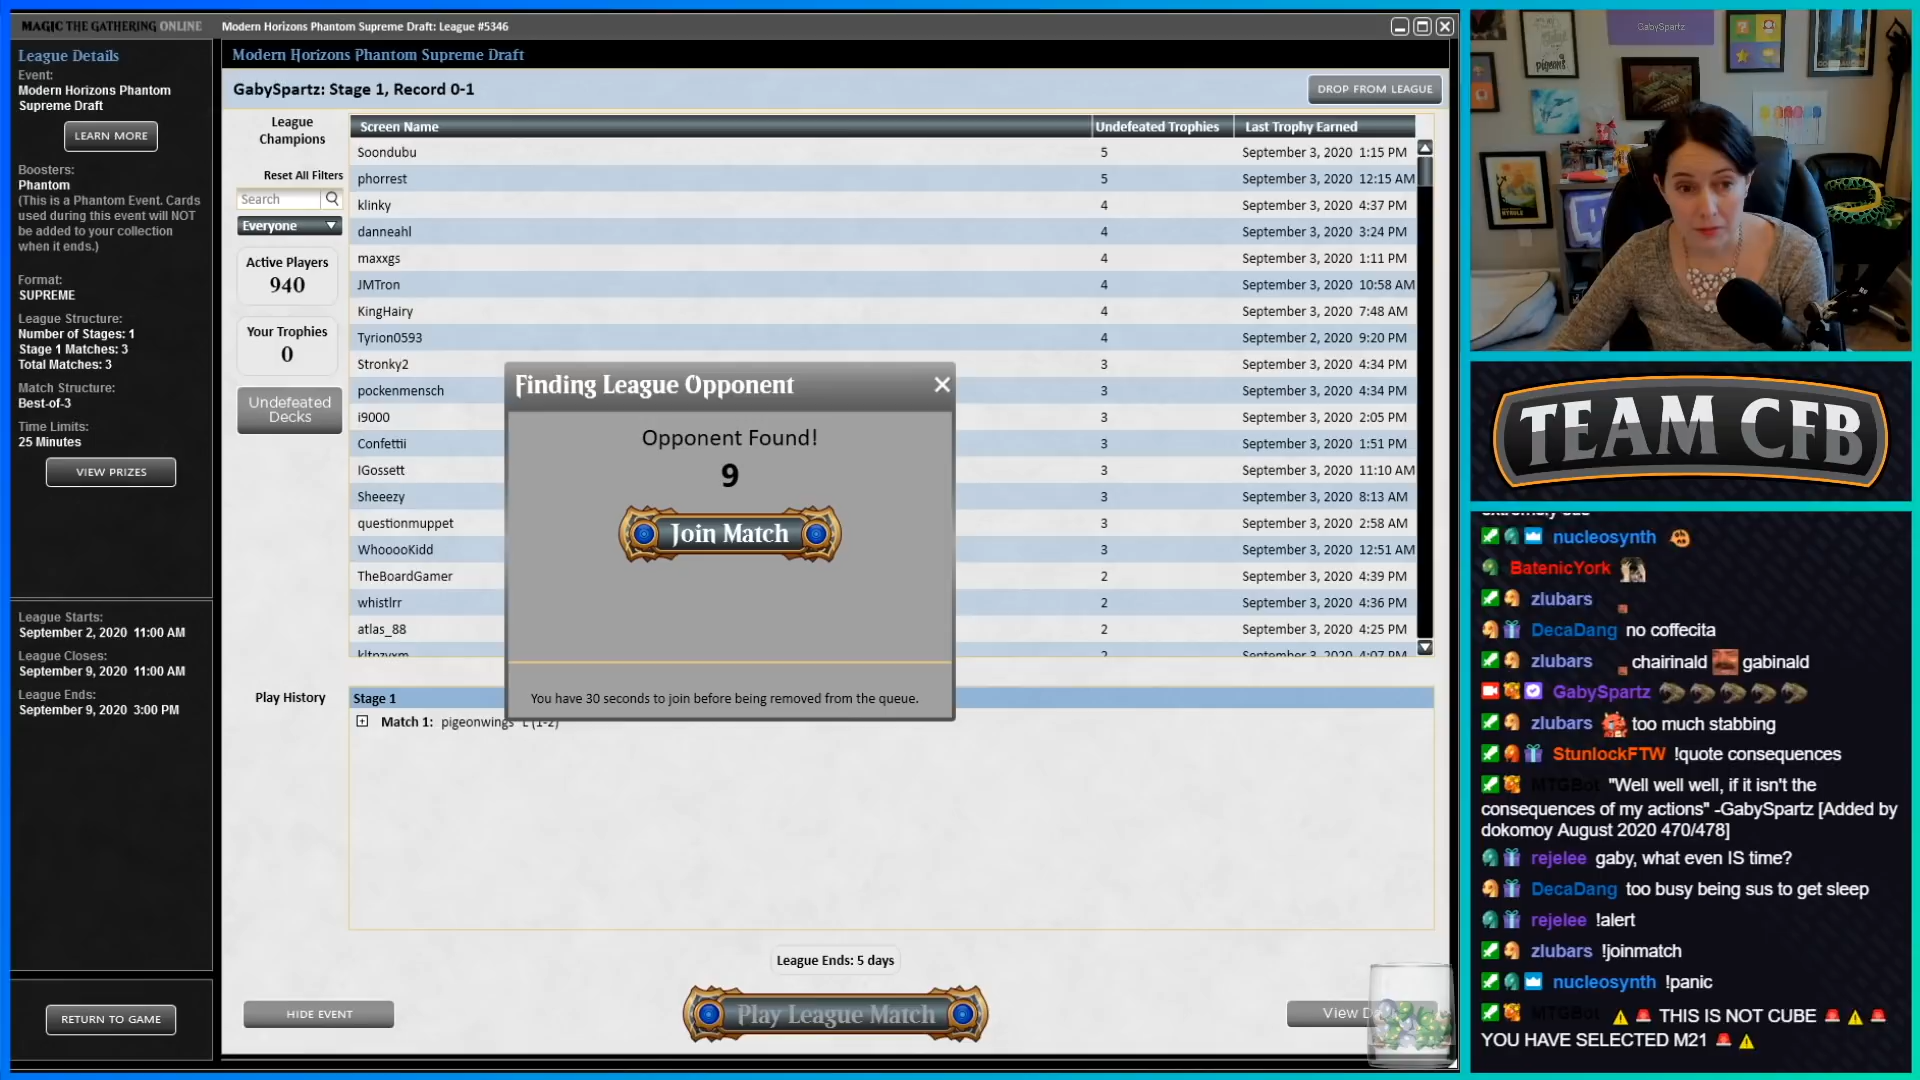 MAGIC THE GATHERING ONLINE
Modern Horizons Phantom Supreme Draft: League #5346
League Details
Event:
Modern Horizons Phantom
Supreme Draft
LEARN MORE
Boosters:
Phantom
(This is a Phantom Event. Cards
used during this event will NOT
be added to your collection
when it ends.)
Format:
SUPREME
League Structure:
Number of Stages: 1
Stage 1 Matches: 3
Total Matches: 3
Match Structure:
Best-of-3
Time Limits:
25 Minutes
VIEW PRIZES
League Starts:
September 2, 2020 11:00 AM
League Closes:
September 9, 2020 11:00 AM
League Ends:
September 9, 2020 3:00 PM
RETURN TO GAME
Modern Horizons Phantom Supreme Draft
GabySpartz: Stage 1, Record 0-1
DROP FROM LEAGUE
League
Champions
Reset All Filters
Search
Everyone
Active Players
940
Your Trophies
0
Undefeated
Decks
Screen Name Undefeated Trophies Last Trophy Earned
Soondubu 5 September 3, 2020 1:15 PM
phorrest 5 September 3, 2020 12:15 AM
klinky 4 September 3, 2020 4:37 PM
danneahl 4 September 3, 2020 3:24 PM
maxxgs 4 September 3, 2020 1:11 PM
JMTron 4 September 3, 2020 10:58 AM
KingHairy 4 September 3, 2020 7:48 AM
Tyrion0593 4 September 2, 2020 9:20 PM
Stronky2 3 September 3, 2020 4:34 PM
pockenmensch 3 September 3, 2020 4:34 PM
i9000 3 September 3, 2020 2:05 PM
Confettii 3 September 3, 2020 1:51 PM
IGossett 3 September 3, 2020 11:10 AM
Sheeezy 3 September 3, 2020 8:13 AM
questionmuppet 3 September 3, 2020 2:58 AM
WhooooKidd 3 September 3, 2020 12:51 AM
TheBoardGamer 2 September 3, 2020 4:39 PM
whistlrr 2 September 3, 2020 4:36 PM
atlas_88 2 September 3, 2020 4:25 PM
2 September 3, 2020 4:07 PM
Finding League Opponent
Opponent Found!
9
Join Match
You have 30 seconds to join before being removed from the queue.
Play History
Stage 1
Match 1: pigeonwings L (1-2)
League Ends: 5 days
HIDE EVENT
Play League Match
View D
GabySpartz
pigeons
HYRULE
TEAM CFB
nucleosynth
BatenicYork
zlubars
DecaDang no coffecita
zlubars chairinald gabinald
GabySpartz
zlubars too much stabbing
StunlockFTW !quote consequences
MTGBot "Well well well, if it isn't the
consequences of my actions" -GabySpartz [Added by
dokomoy August 2020 470/478]
rejelee gaby, what even IS time?
DecaDang too busy being sus to get sleep
rejelee !alert
zlubars !joinmatch
nucleosynth !panic
MTGBot THIS IS NOT CUBE
YOU HAVE SELECTED M21